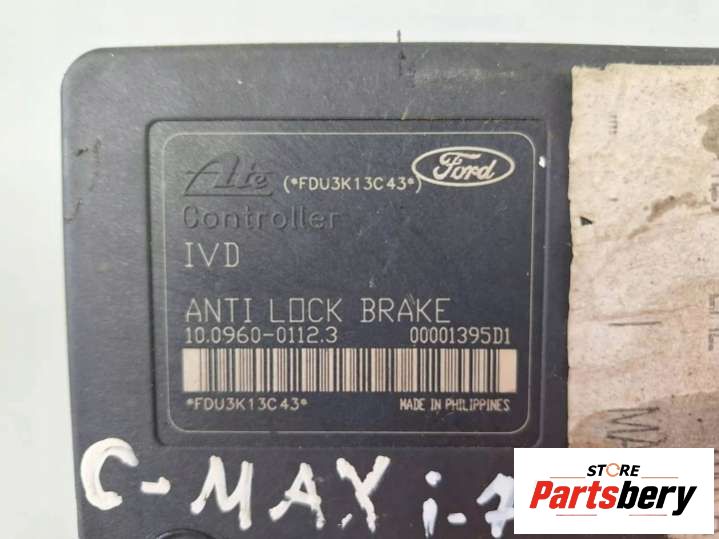 Ate (*FDU3K13C43*) Ford
Controller
IVD
ANTI LOCK BRAKE
10.0960-0112.3 00001395D1
*FDU3K13C43* MADE IN PHILIPPINES
C-MAX
STORE
Partsbery